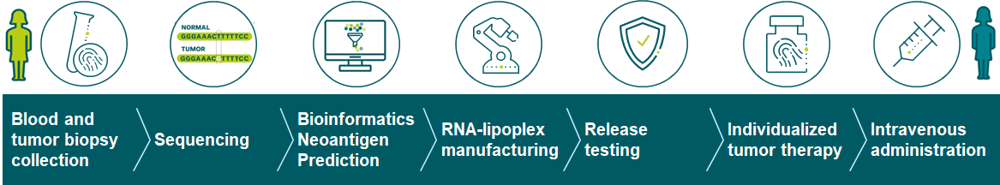 NORMAL
GGGAAACTTTTTCC
TUMOR
GGGAAACGTTTTCC
Blood and
tumor biopsy
collection
Sequencing
Bioinformatics
Neoantigen
Prediction
RNA-lipoplex
manufacturing
Release
testing
Individualized
tumor therapy
Intravenous
administration